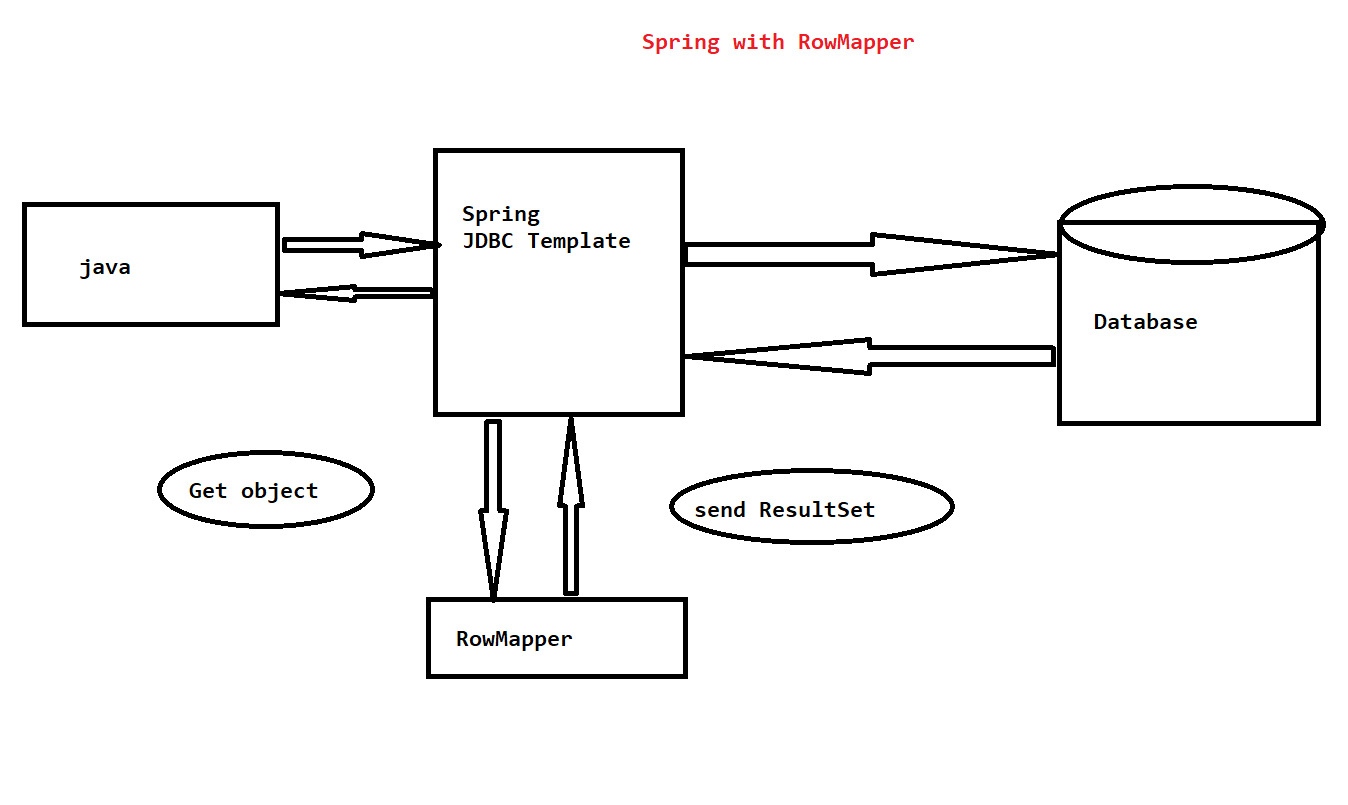 Spring with RowMapper
Spring
JDBC Template
java
Database
Get object
send ResultSet
RowMapper